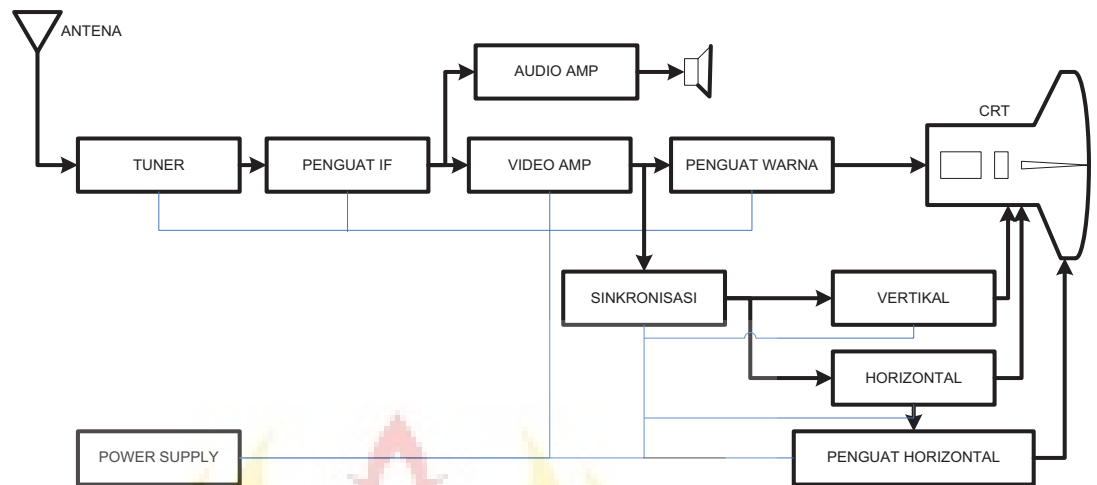 ANTENA
AUDIO AMP
CRT
TUNER
PENGUAT IF
VIDEO AMP
PENGUAT WARNA
SINKRONISASI
VERTIKAL
HORIZONTAL
POWER SUPPLY
PENGUAT HORIZONTAL